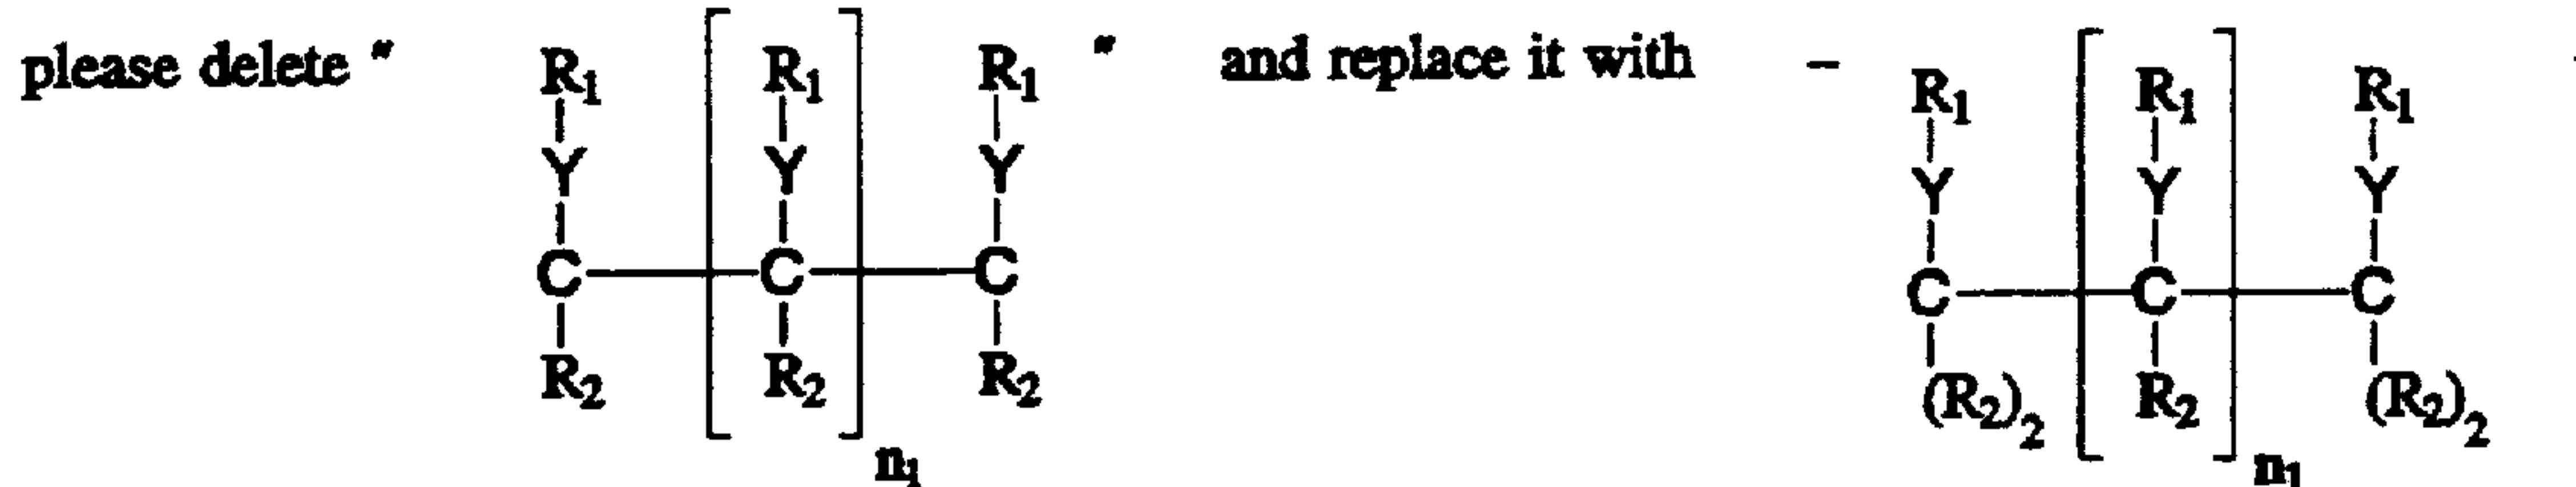 please delete " R1 R1 R1 " and replace it with – R1 R1 R1
Y Y Y Y Y Y
C C C C C C
R2 R2 R2 (R2)2 R2 (R2)2
n1 n1